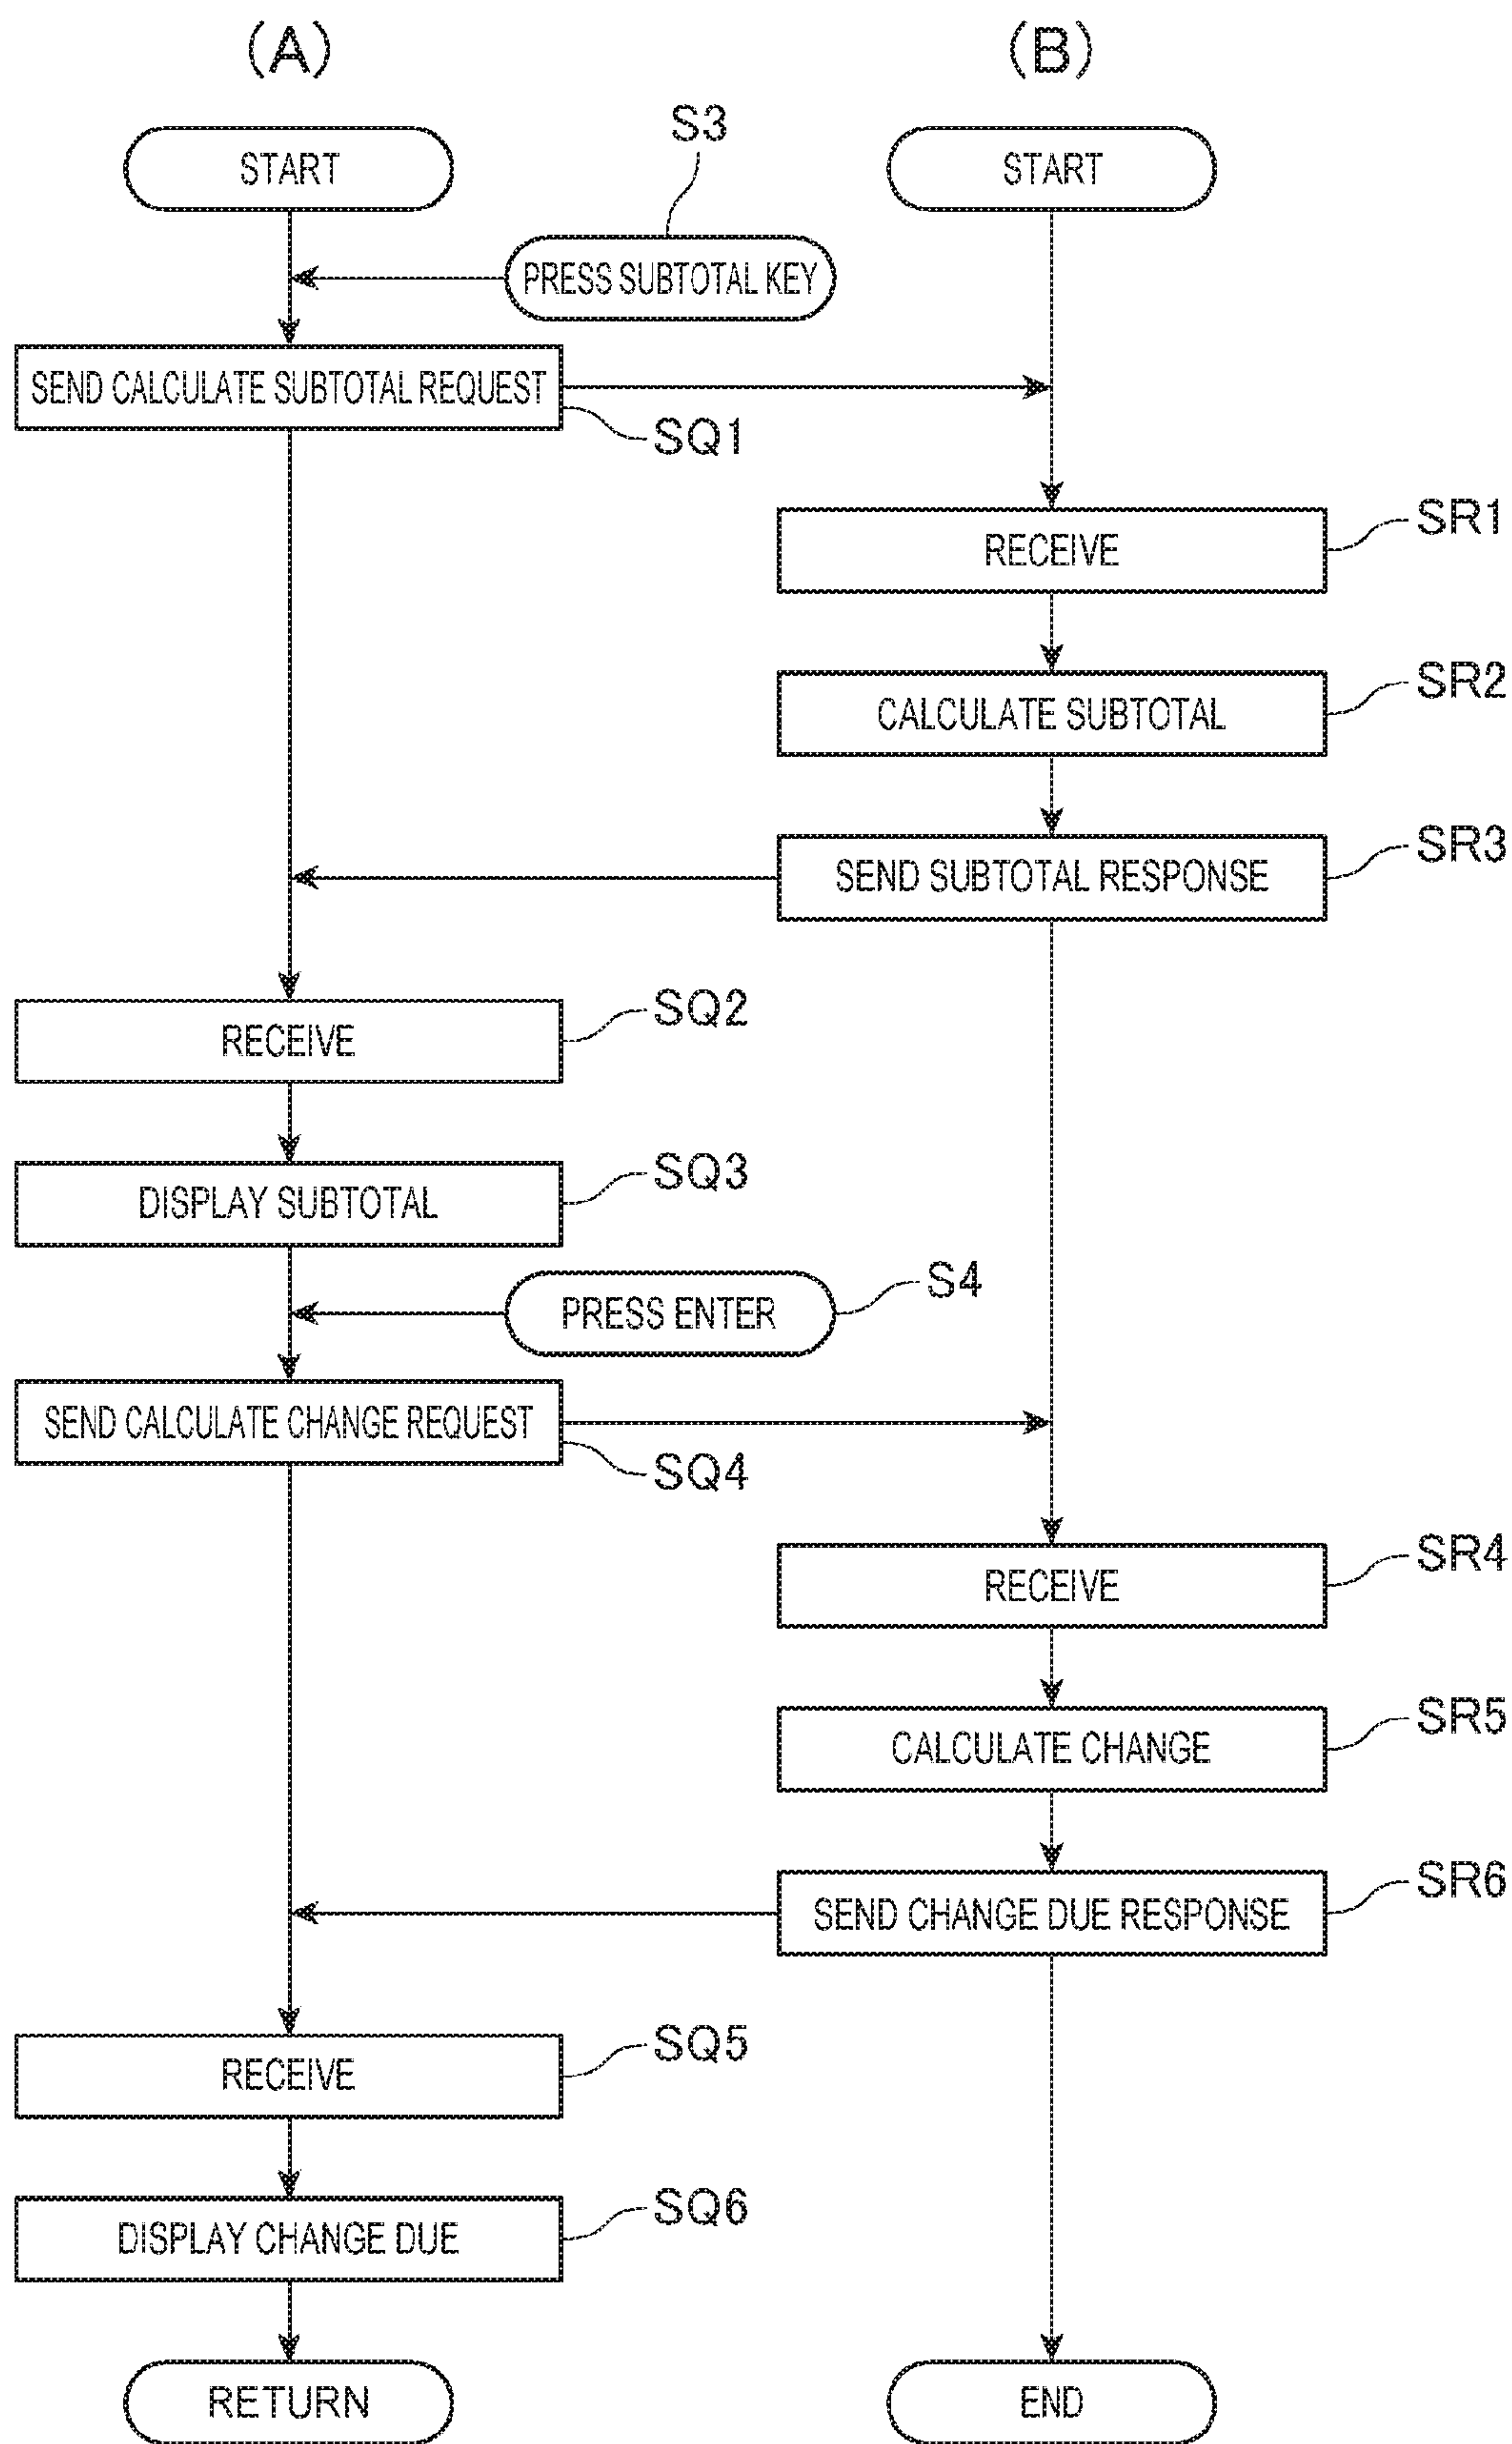 (A)
(B)
S3
START
START
PRESS SUBTOTAL KEY
SEND CALCULATE SUBTOTAL REQUEST
SQ1
SR1
RECEIVE
SR2
CALCULATE SUBTOTAL
SR3
SEND SUBTOTAL RESPONSE
SQ2
RECEIVE
SQ3
DISPLAY SUBTOTAL
S4
PRESS ENTER
SEND CALCULATE CHANGE REQUEST
SQ4
SR4
RECEIVE
SR5
CALCULATE CHANGE
SR6
SEND CHANGE DUE RESPONSE
SQ5
RECEIVE
SQ6
DISPLAY CHANGE DUE
RETURN
END